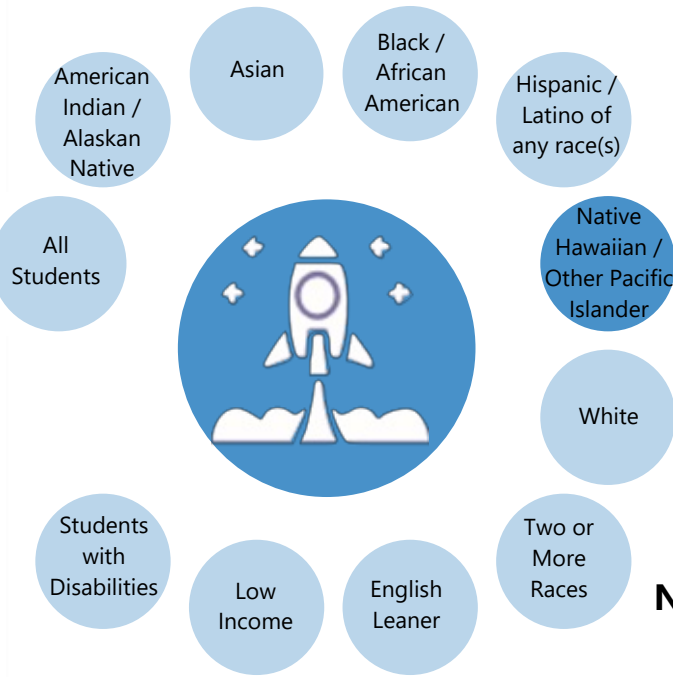 All
Students
American
Indian /
Alaskan
Native
Asian
Black /
African
American
Hispanic /
Latino of
any race(s)
Native
Hawaiian /
Other Pacific
Islander
White
Two or
More
Races
English
Leaner
Low
Income
Students
with
Disabilities
N